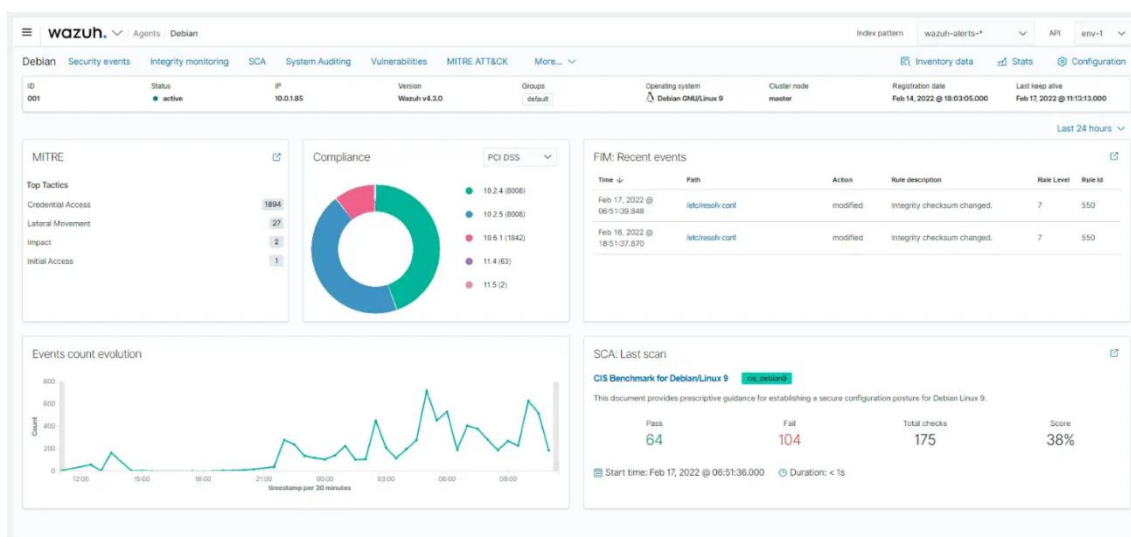 wazuh. Agents Debian Index pattern wazuh-alerts-* API env-1
Debian Security events Integrity monitoring SCA System Auditing Vulnerabilities MITRE ATT&CK More... Inventory data Stats Configuration
ID Status IP Version Groups Operating system Cluster node Registration date Last keep alive
001 active 10.0.1.85 Wazuh v4.3.0 default Debian GNU/Linux 9 master Feb 14, 2022 @ 18:03:05.000 Feb 17, 2022 @ 11:13:13.000
Last 24 hours
MITRE
Top Tactics
Credential Access 1894
Lateral Movement 27
Impact 2
Initial Access 1
Compliance PCI DSS
10.2.4 (8008)
10.2.5 (8008)
10.6.1 (1842)
11.4 (63)
11.5 (2)
FIM: Recent events
Time Path Action Rule description Rule Level Rule Id
Feb 17, 2022 @
06:51:39.848 /etc/resolv.conf modified Integrity checksum changed. 7 550
Feb 16, 2022 @
18:51:37.870 /etc/resolv.conf modified Integrity checksum changed. 7 550
Events count evolution
Count
800
600
400
200
0
12:00 15:00 18:00 21:00 00:00 03:00 06:00 09:00
timestamp per 30 minutes
SCA: Last scan
CIS Benchmark for Debian/Linux 9 cis_debian9
This document provides prescriptive guidance for establishing a secure configuration posture for Debian Linux 9.
Pass Fail Total checks Score
64 104 175 38%
Start time: Feb 17, 2022 @ 06:51:36.000 Duration: < 1s